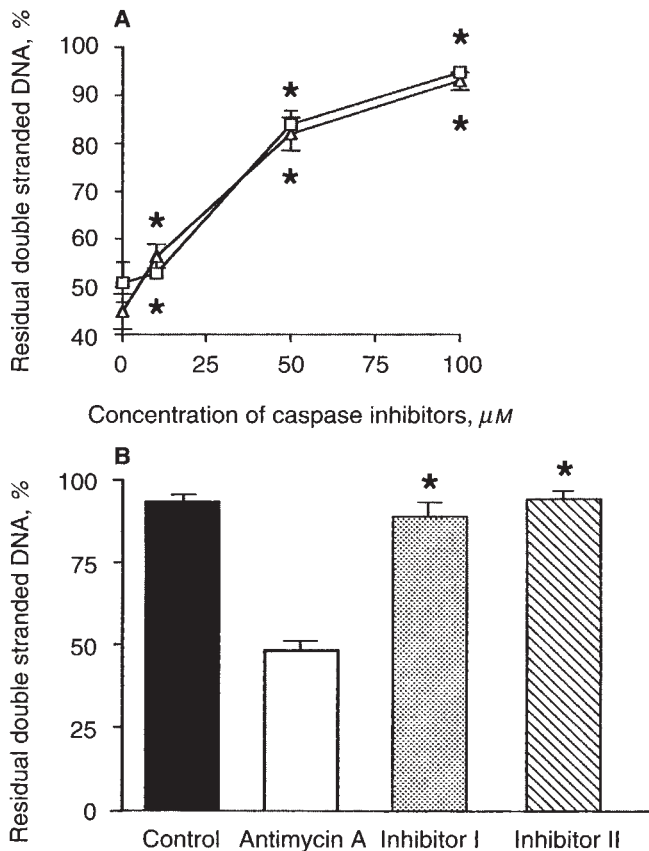 A
Residual double stranded DNA, %
100
90
80
70
60
50
40
0 25 50 75 100
* * *
* * *
Concentration of caspase inhibitors, μM
B
Residual double stranded DNA, %
100
75
50
25
0
* *
Control Antimycin A Inhibitor I Inhibitor II